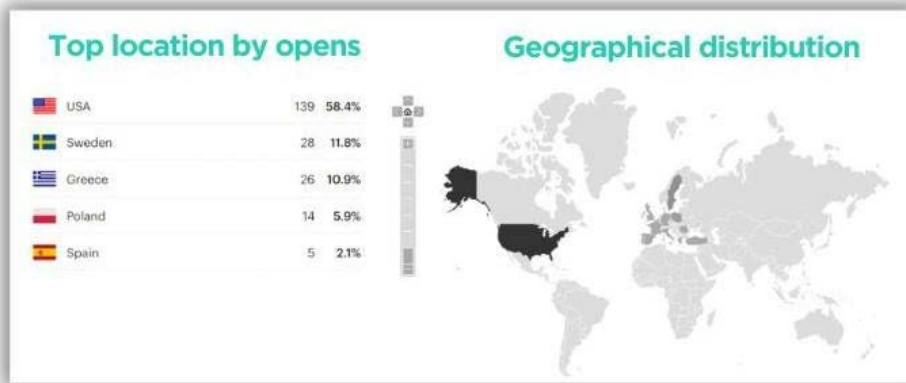 Top location by opens
USA 139 58.4%
Sweden 28 11.8%
Greece 26 10.9%
Poland 14 5.9%
Spain 5 2.1%
Geographical distribution